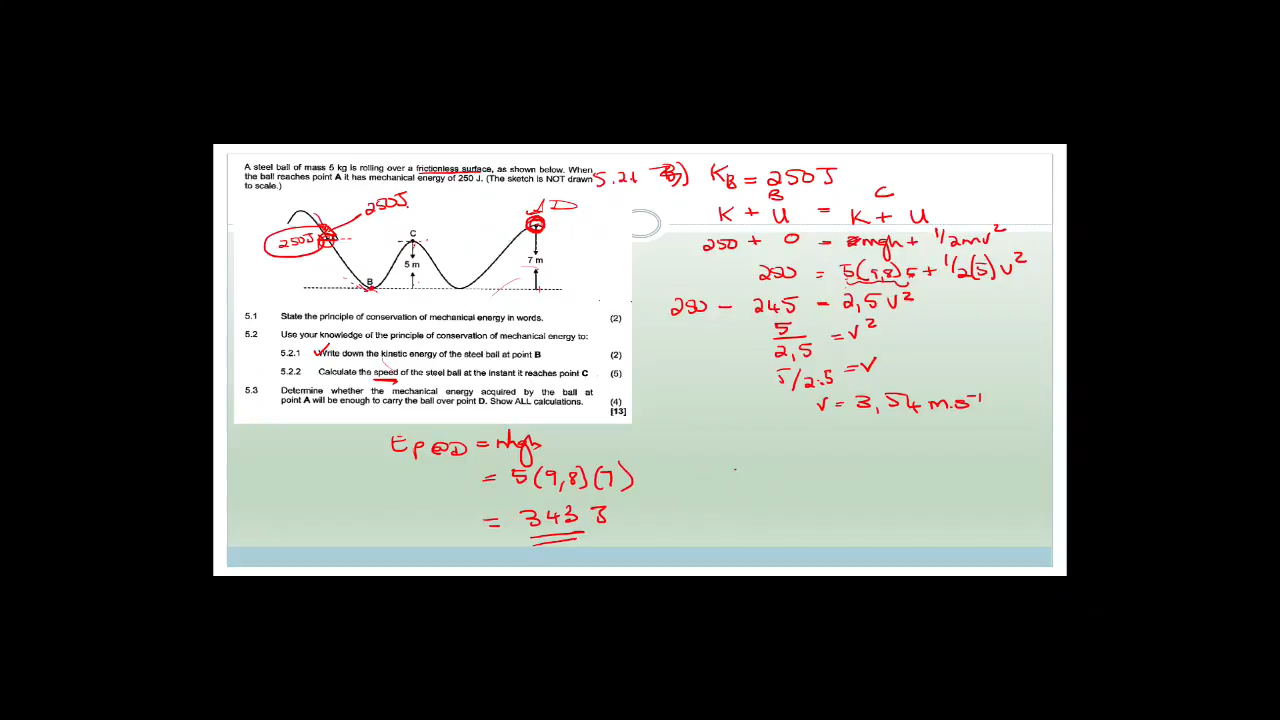 A steel ball of mass 5 kg is rolling over a frictionless surface, as shown below. When
the ball reaches point A it has mechanical energy of 250 J. (The sketch is NOT drawn
to scale.)
250J
250J
A D
C
5 m
7 m
B
5.1 State the principle of conservation of mechanical energy in words. (2)
5.2 Use your knowledge of the principle of conservation of mechanical energy to:
5.2.1 Write down the kinetic energy of the steel ball at point B (2)
5.2.2 Calculate the speed of the steel ball at the instant it reaches point C (5)
5.3 Determine whether the mechanical energy acquired by the ball at
point A will be enough to carry the ball over point D. Show ALL calculations. (4)
[13]
Ep @D = mgh
= 5(9,8)(7)
= 343 J
5.21 KB = 250J
B C
K + U = K + U
250 + 0 = mgh + 1/2mv2
250 = 5(9,8)5 + 1/2(5)v2
250 - 245 = 2,5v2
5/2,5 = v2
5/2.5 = v
v = 3,54 m.s-1